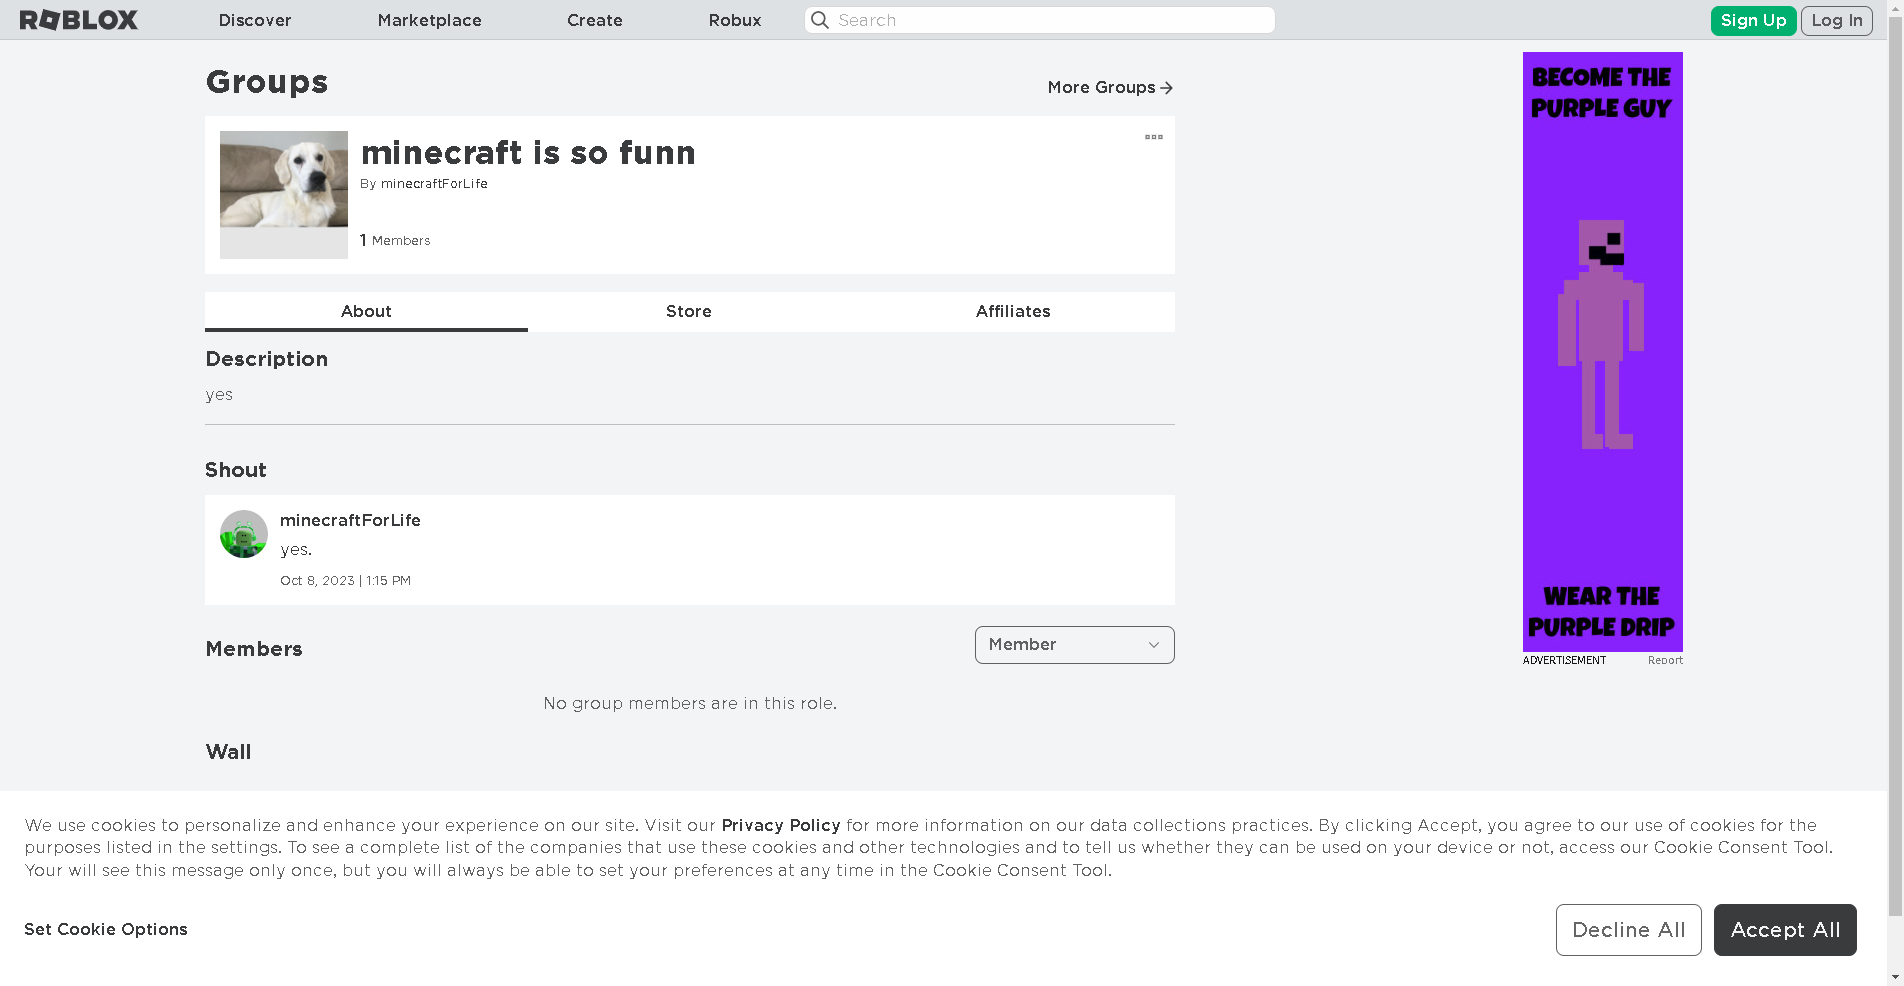 ROBLOX
Discover
Marketplace
Create
Robux
Search
Sign Up
Log In
Groups
More Groups
minecraft is so funn
By minecraftForLife
1 Members
About
Store
Affiliates
Description
yes
Shout
minecraftForLife
yes.
Oct 8, 2023 | 1:15 PM
Members
Member
No group members are in this role.
Wall
BECOME THE
PURPLE GUY
WEAR THE
PURPLE DRIP
ADVERTISEMENT
Report
We use cookies to personalize and enhance your experience on our site. Visit our Privacy Policy for more information on our data collections practices. By clicking Accept, you agree to our use of cookies for the
purposes listed in the settings. To see a complete list of the companies that use these cookies and other technologies and to tell us whether they can be used on your device or not, access our Cookie Consent Tool.
Your will see this message only once, but you will always be able to set your preferences at any time in the Cookie Consent Tool.
Set Cookie Options
Decline All
Accept All